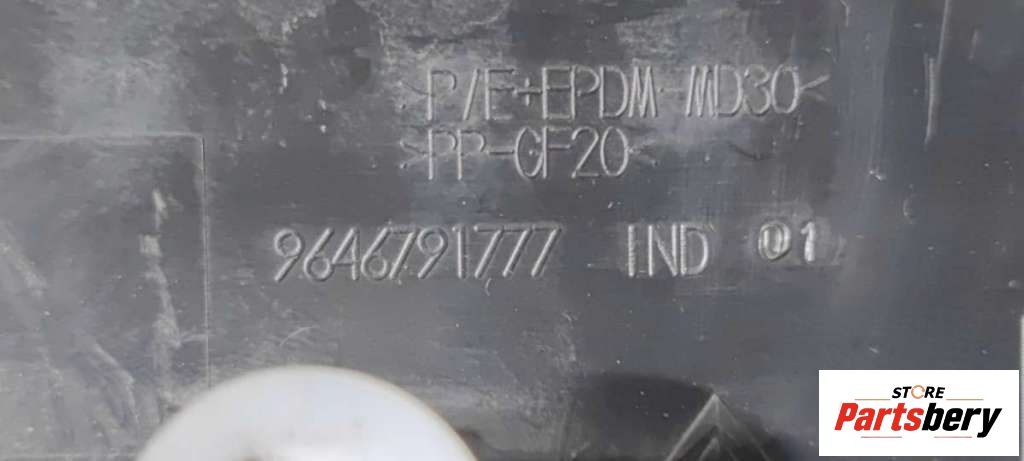 >P/E+EPDM-MD30<
>PP-GF20<
9646791777 IND 01
STORE
Partsbery